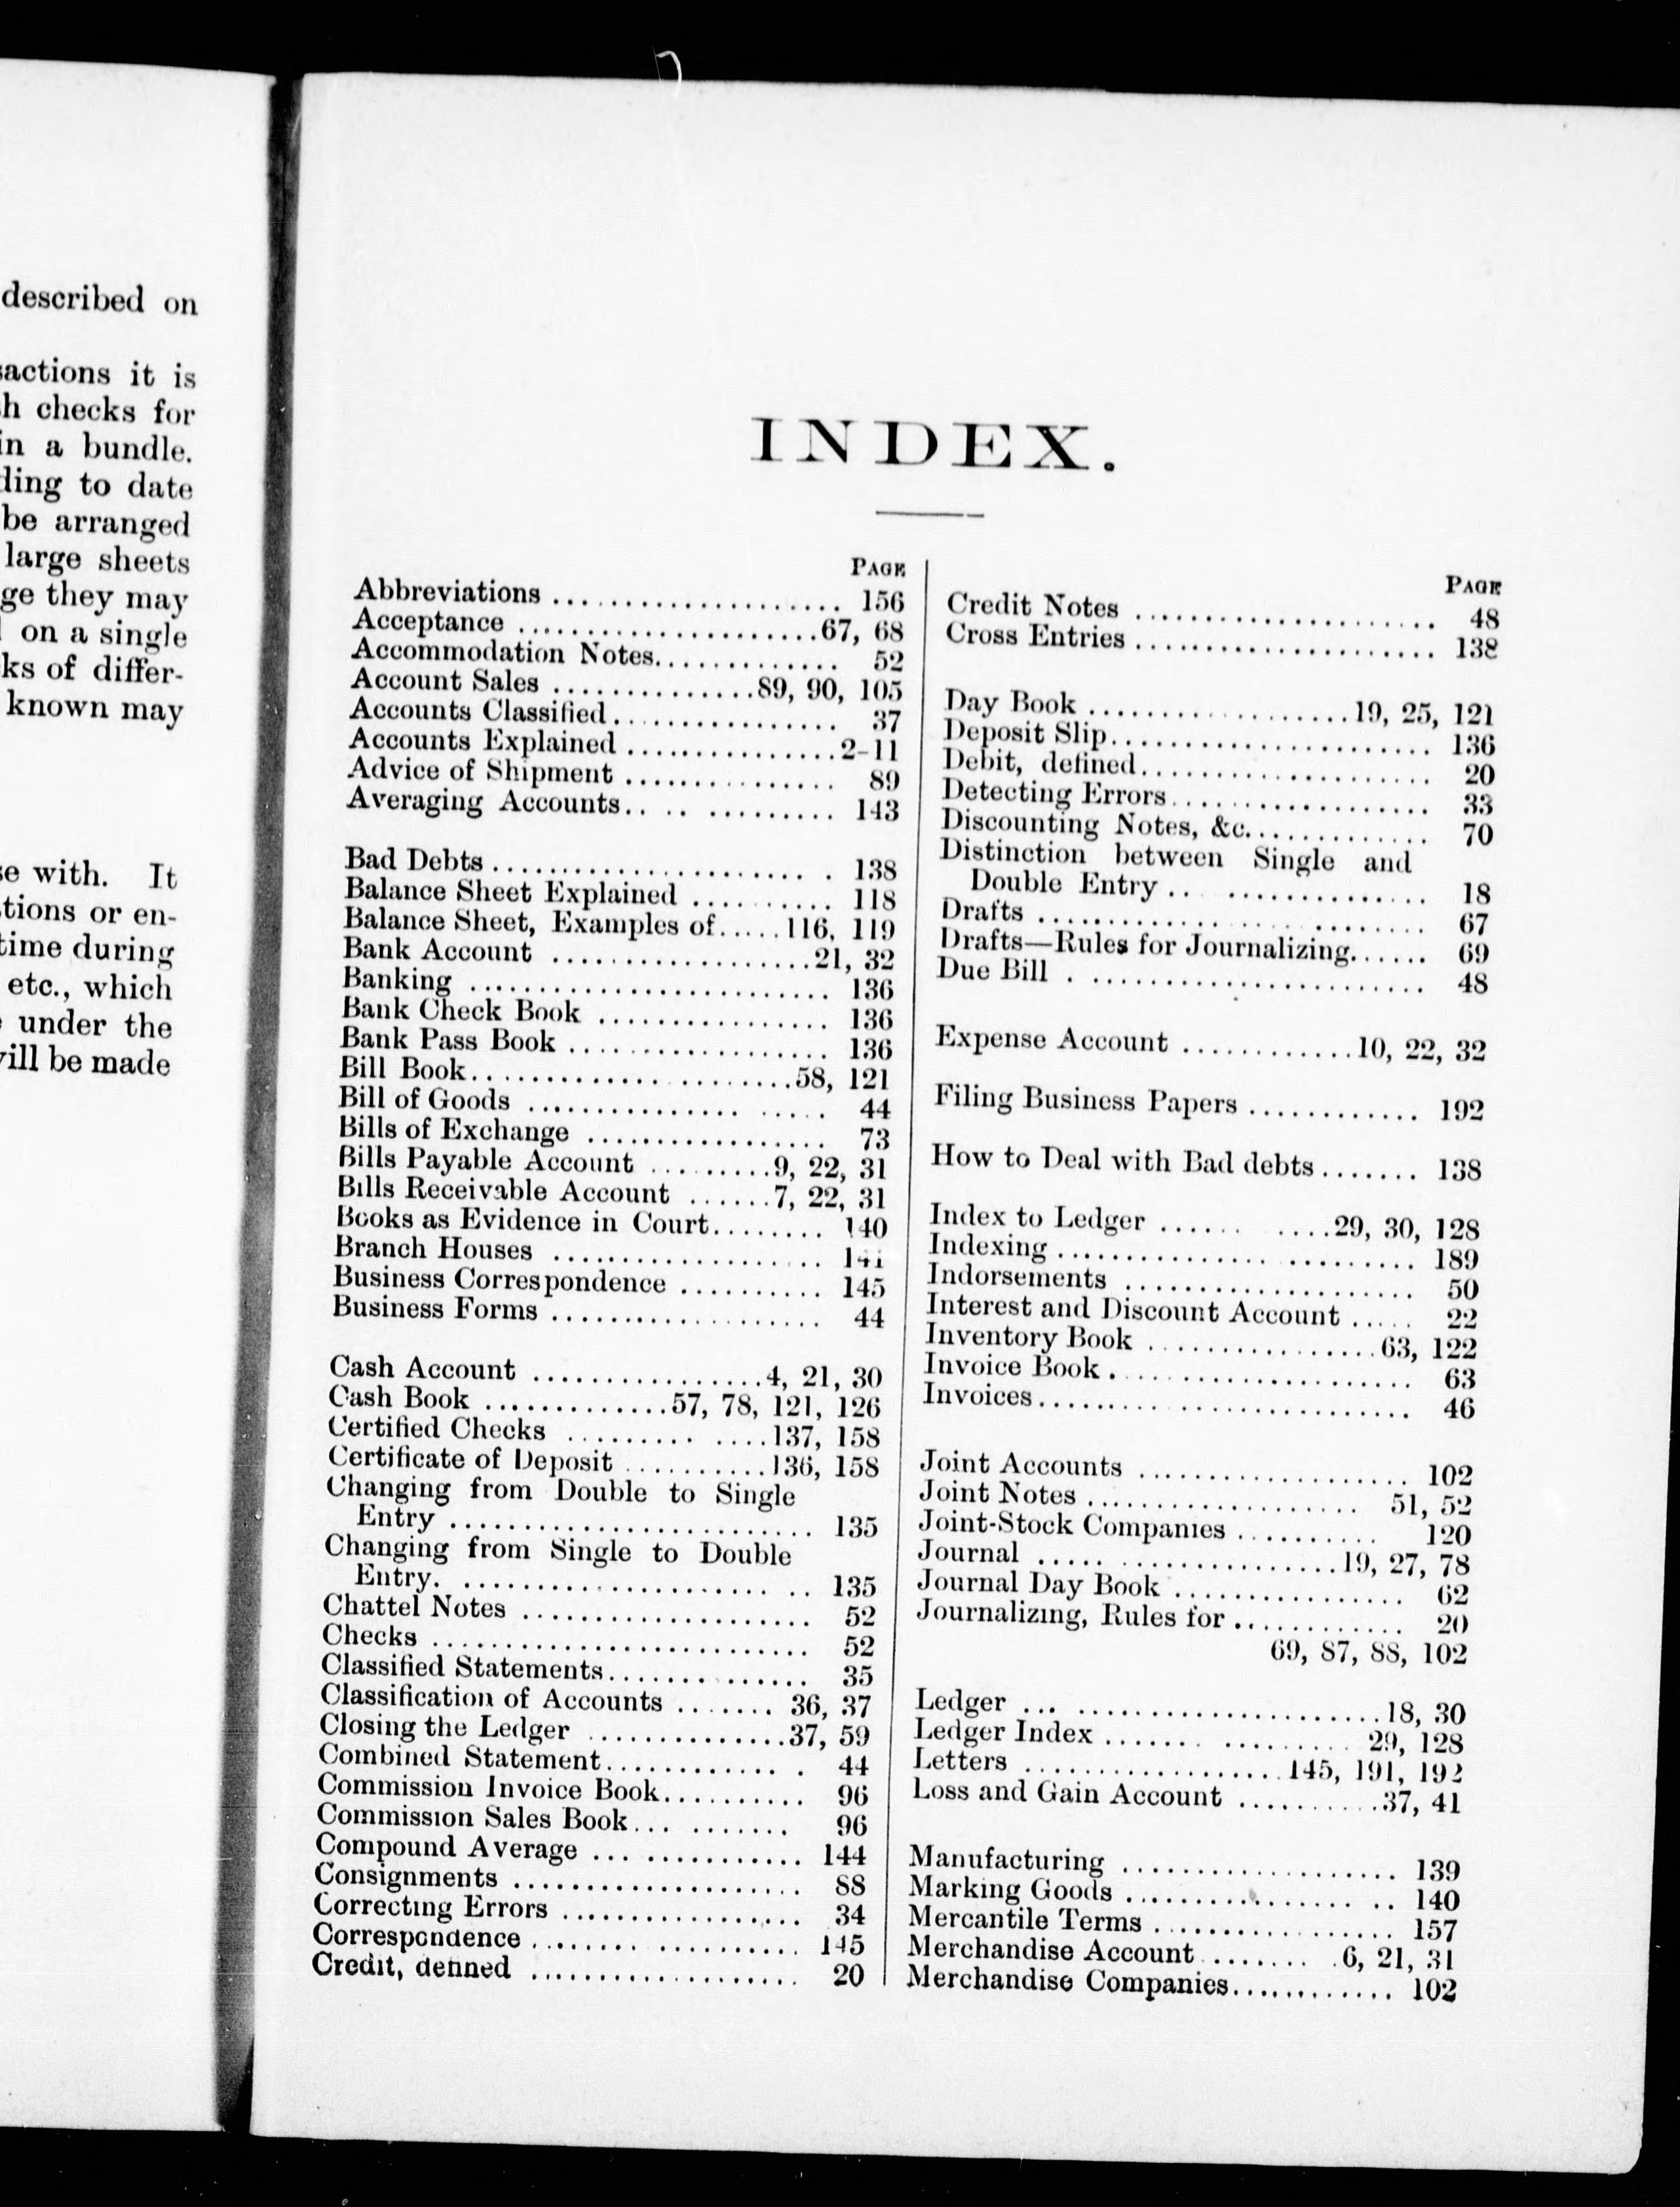 described on
sactions it is
h checks for
in a bundle.
ding to date
be arranged
large sheets
ge they may
on a single
ks of differ-
known may
se with. It
tions or en-
time during
etc., which
under the
vill be made
INDEX.
PAGE
Abbreviations .................... 156
Acceptance .....................67, 68
Accommodation Notes.............. 52
Account Sales ...............89, 90, 105
Accounts Classified................ 37
Accounts Explained ...............2-11
Advice of Shipment ............... 89
Averaging Accounts.. .. ......... 143
Bad Debts........................ 138
Balance Sheet Explained .......... 118
Balance Sheet, Examples of.....116, 119
Bank Account ...................21, 32
Banking ......................... 136
Bank Check Book ................ 136
Bank Pass Book .................. 136
Bill Book.......................58, 121
Bill of Goods ..................... 44
Bills of Exchange ................. 73
Bills Payable Account .........9, 22, 31
Bills Receivable Account ......7, 22, 31
Books as Evidence in Court........ 140
Branch Houses ................... 141
Business Correspondence .......... 145
Business Forms ................... 44
Cash Account .................4, 21, 30
Cash Book .............57, 78, 121, 126
Certified Checks ......... ....137, 158
Certificate of Deposit ..........136, 158
Changing from Double to Single
Entry ......................... 135
Changing from Single to Double
Entry. ........................ 135
Chattel Notes .................... 52
Checks .......................... 52
Classified Statements.............. 35
Classification of Accounts ....... 36, 37
Closing the Ledger ..............37, 59
Combined Statement............. . 44
Commission Invoice Book.......... 96
Commission Sales Book... ....... 96
Compound Average ... ............ 144
Consignments .................... 88
Correcting Errors ................. 34
Correspondence ................... 145
Credit, defined ................... 20
PAGE
Credit Notes ..................... 48
Cross Entries ..................... 138
Day Book ..................19, 25, 121
Deposit Slip....................... 136
Debit, defined..................... 20
Detecting Errors................... 33
Discounting Notes, &c............. 70
Distinction between Single and
Double Entry .. ............... 18
Drafts ........................... 67
Drafts—Rules for Journalizing...... 69
Due Bill . ........................ 48
Expense Account ............10, 22, 32
Filing Business Papers ............ 192
How to Deal with Bad debts....... 138
Index to Ledger ...... ....29, 30, 128
Indexing ......................... 189
Indorsements ..................... 50
Interest and Discount Account ..... 22
Inventory Book ................63, 122
Invoice Book...................... 63
Invoices.......................... 46
Joint Accounts ................... 102
Joint Notes ................... 51, 52
Joint-Stock Companies .......... 120
Journal ..... ................19, 27, 78
Journal Day Book ................ 62
Journalizing, Rules for ............ 20
69, 87, 88, 102
Ledger ... ......................18, 30
Ledger Index ....... .......... 29, 128
Letters ..................145, 191, 192
Loss and Gain Account ..........37, 41
Manufacturing ................... 139
Marking Goods ................. .. 140
Mercantile Terms ................. 157
Merchandise Account ........ .6, 21, 31
Merchandise Companies............ 102